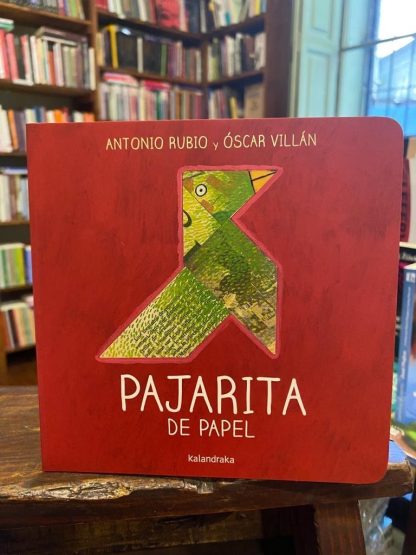 ANTONIO RUBIO y ÓSCAR VILLÁN
PAJARITA
DE PAPEL
kalandraka